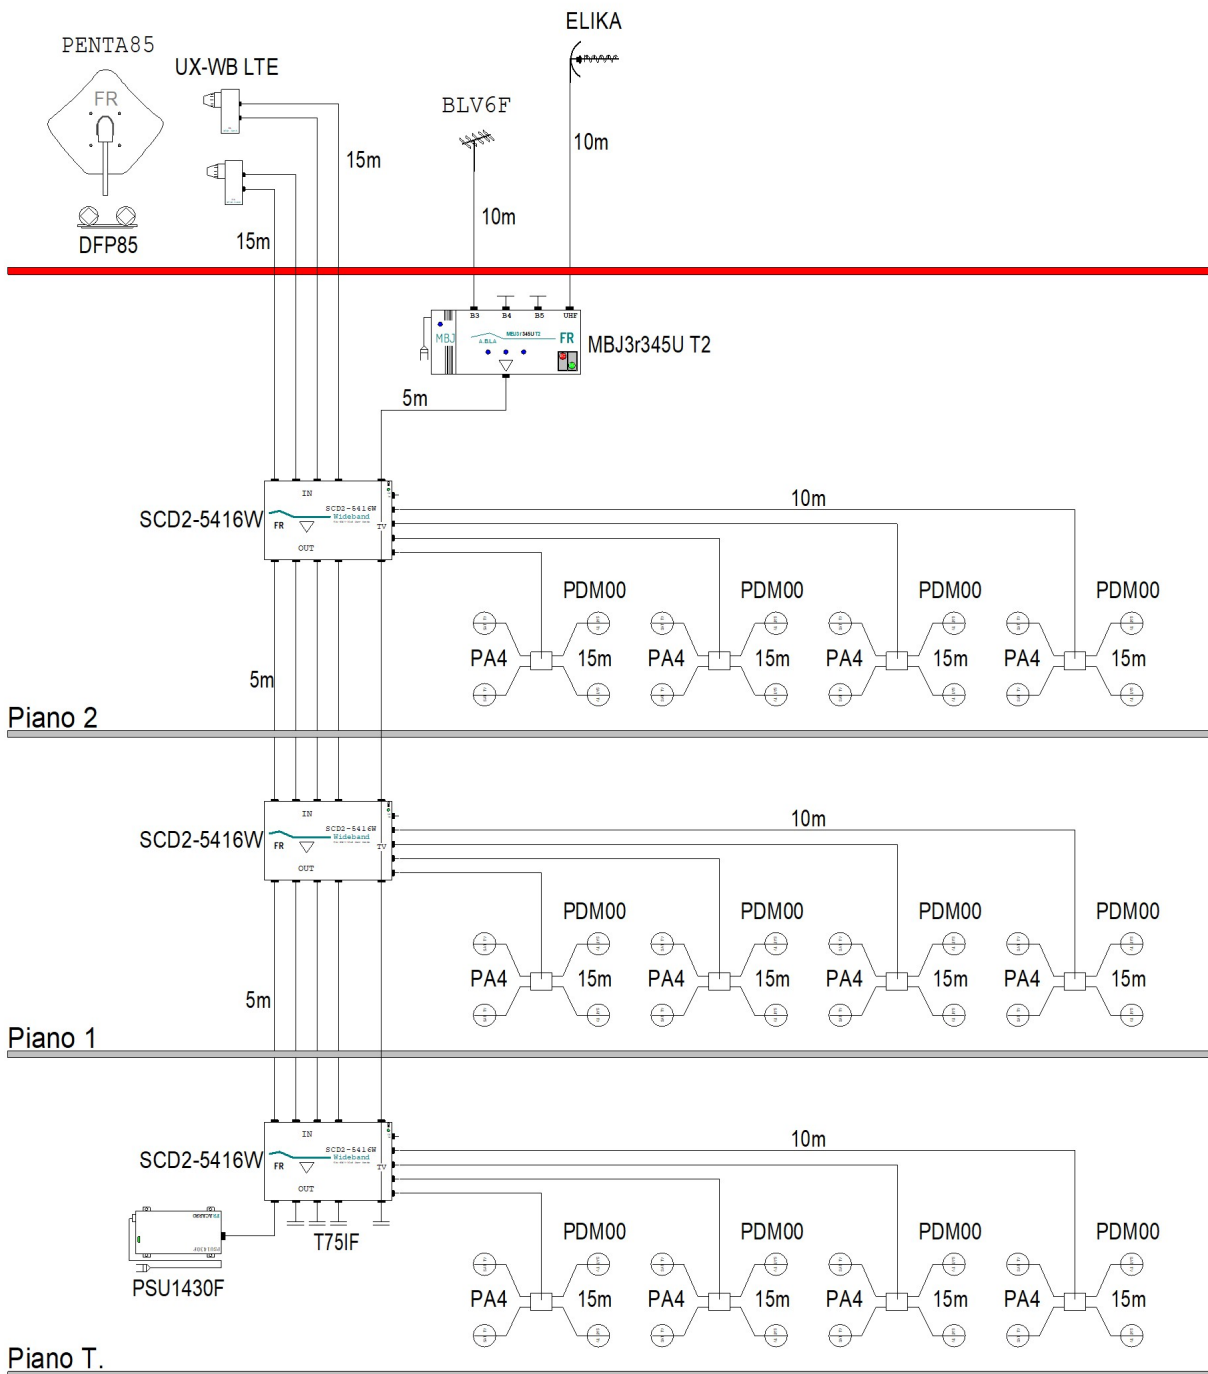 ELIKA
PENTA85
UX-WB LTE
FR
BLV6F
10m
15m
10m
15m
DFP85
B3 B4 B5 UHF
MBJ
MBJ3r345U T2
FR
MBJ3r345U T2
5m
IN
SCD2-5416W
Wideband
SCD2-5416W
FR
TV
OUT
10m
PDM00 PDM00 PDM00 PDM00
PA4 15m PA4 15m PA4 15m PA4 15m
5m
Piano 2
IN
SCD2-5416W
Wideband
SCD2-5416W
FR
TV
OUT
10m
PDM00 PDM00 PDM00 PDM00
PA4 15m PA4 15m PA4 15m PA4 15m
5m
Piano 1
IN
SCD2-5416W
Wideband
SCD2-5416W
FR
TV
OUT
10m
T75IF
PSU1430F
PSU1430F
PDM00 PDM00 PDM00 PDM00
PA4 15m PA4 15m PA4 15m PA4 15m
Piano T.